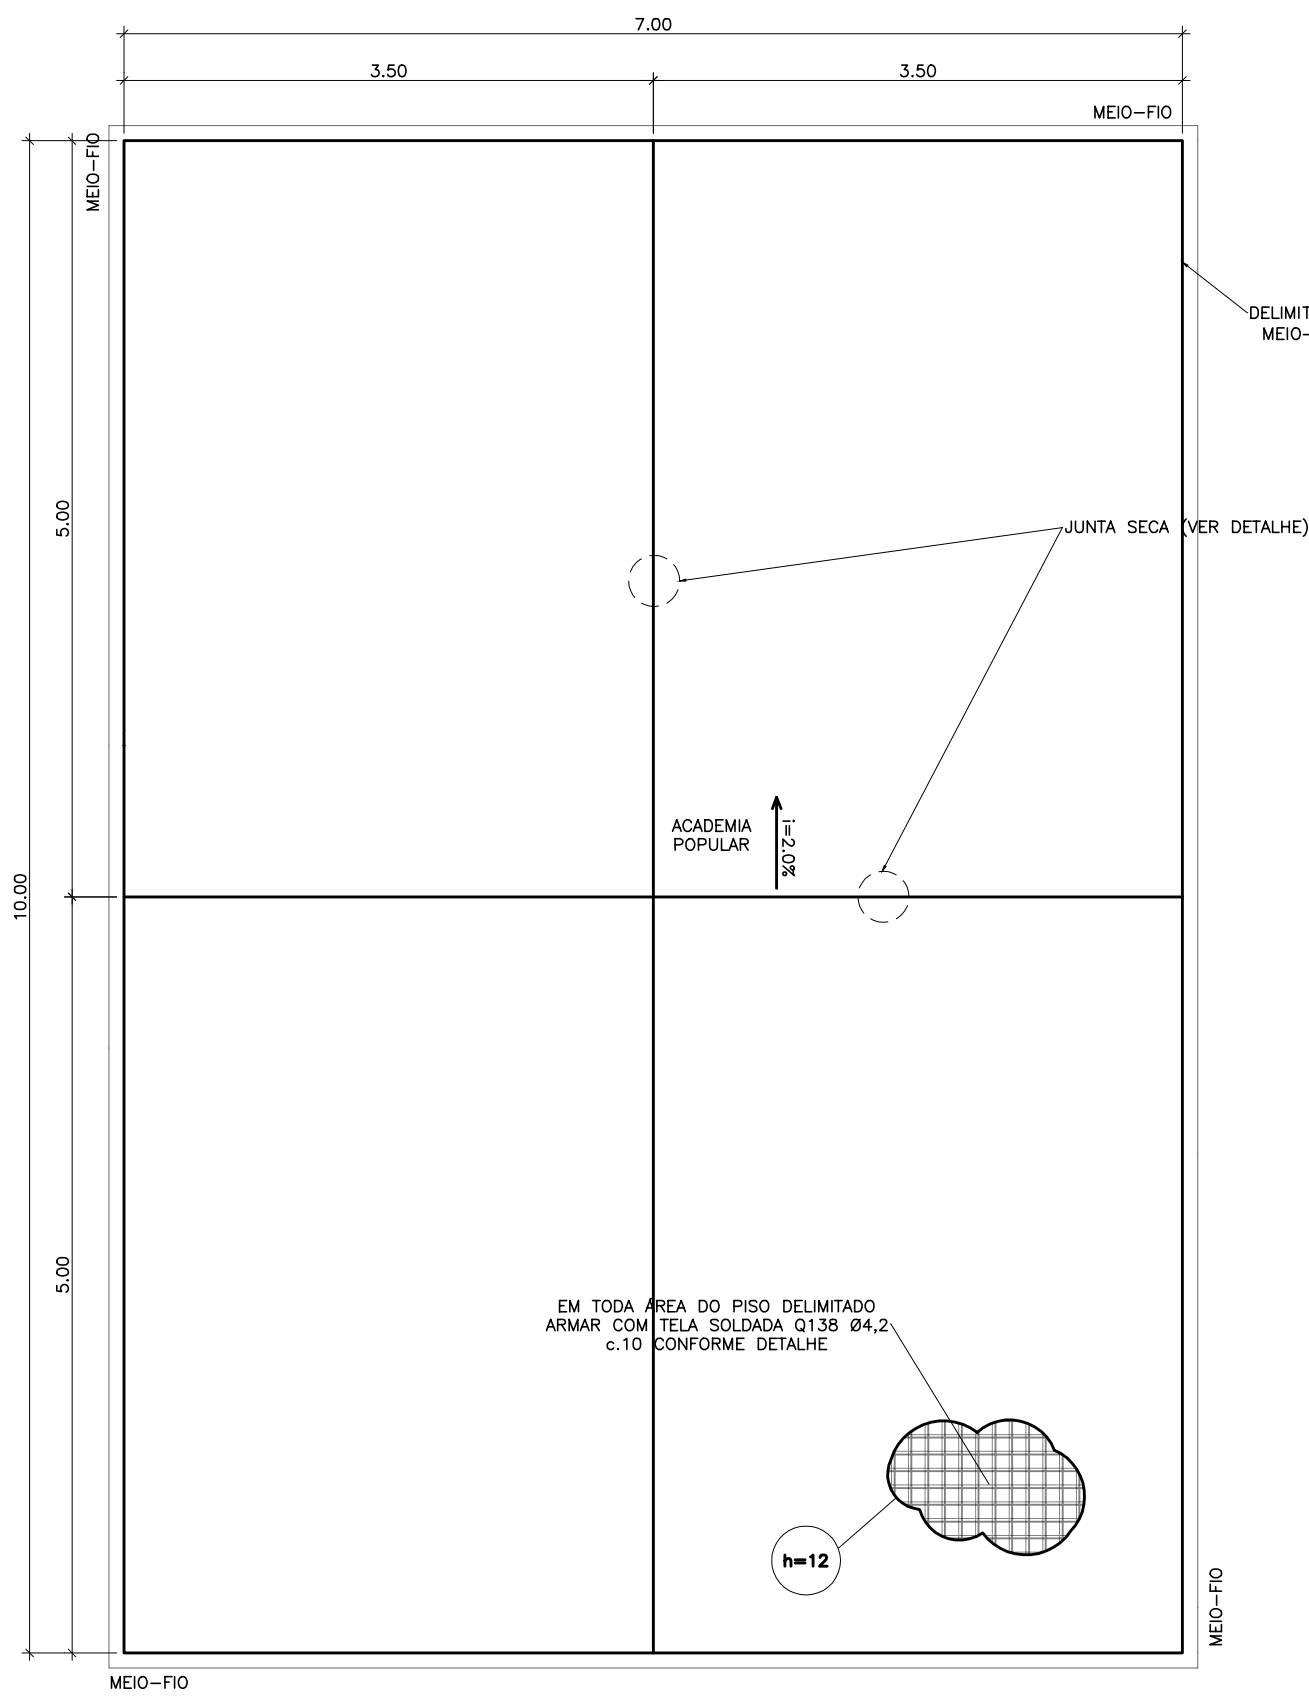 7.00
3.50
3.50
MEIO-FIO
MEIO-FIO
DELIMIT
MEIO-
5.00
JUNTA SECA (VER DETALHE)
ACADEMIA
POPULAR
i=2.0%
10.00
5.00
EM TODA ÁREA DO PISO DELIMITADO
ARMAR COM TELA SOLDADA Q138 Ø4,2
c.10 CONFORME DETALHE
h=12
MEIO-FIO
MEIO-FIO